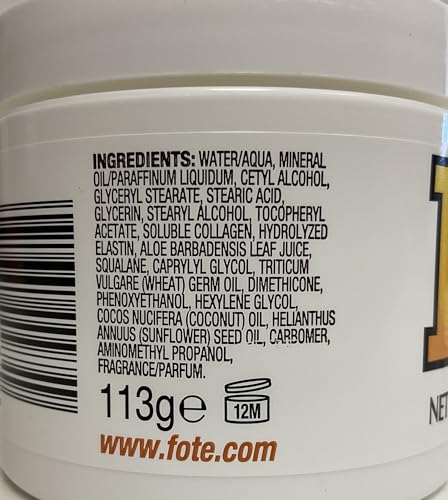 INGREDIENTS: WATER/AQUA, MINERAL
OIL/PARAFFINUM LIQUIDUM, CETYL ALCOHOL,
GLYCERYL STEARATE, STEARIC ACID,
GLYCERIN, STEARYL ALCOHOL, TOCOPHERYL
ACETATE, SOLUBLE COLLAGEN, HYDROLYZED
ELASTIN, ALOE BARBADENSIS LEAF JUICE,
SQUALANE, CAPRYLYL GLYCOL, TRITICUM
VULGARE (WHEAT) GERM OIL, DIMETHICONE,
PHENOXYETHANOL, HEXYLENE GLYCOL,
COCOS NUCIFERA (COCONUT) OIL, HELIANTHUS
ANNUUS (SUNFLOWER) SEED OIL, CARBOMER,
AMINOMETHYL PROPANOL,
FRAGRANCE/PARFUM.
113g℮ 12M
www.fote.com
NE